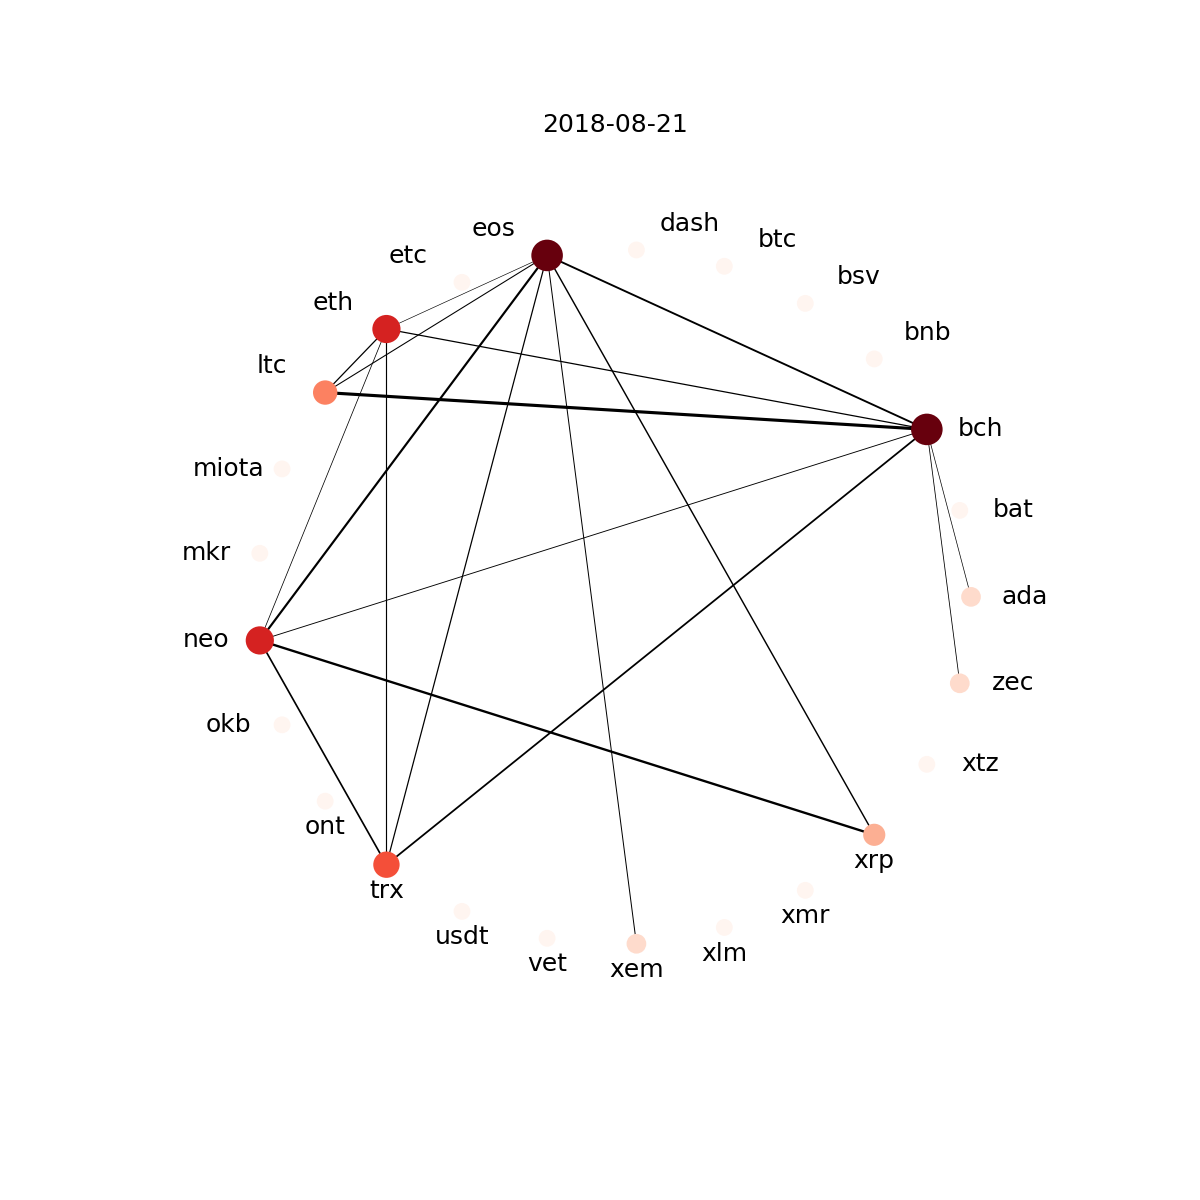 2018-08-21
dash
eos
btc
etc
bsv
eth
bnb
ltc
bch
miota
bat
mkr
ada
neo
zec
okb
xtz
ont
xrp
trx
xmr
usdt
xlm
vet
xem